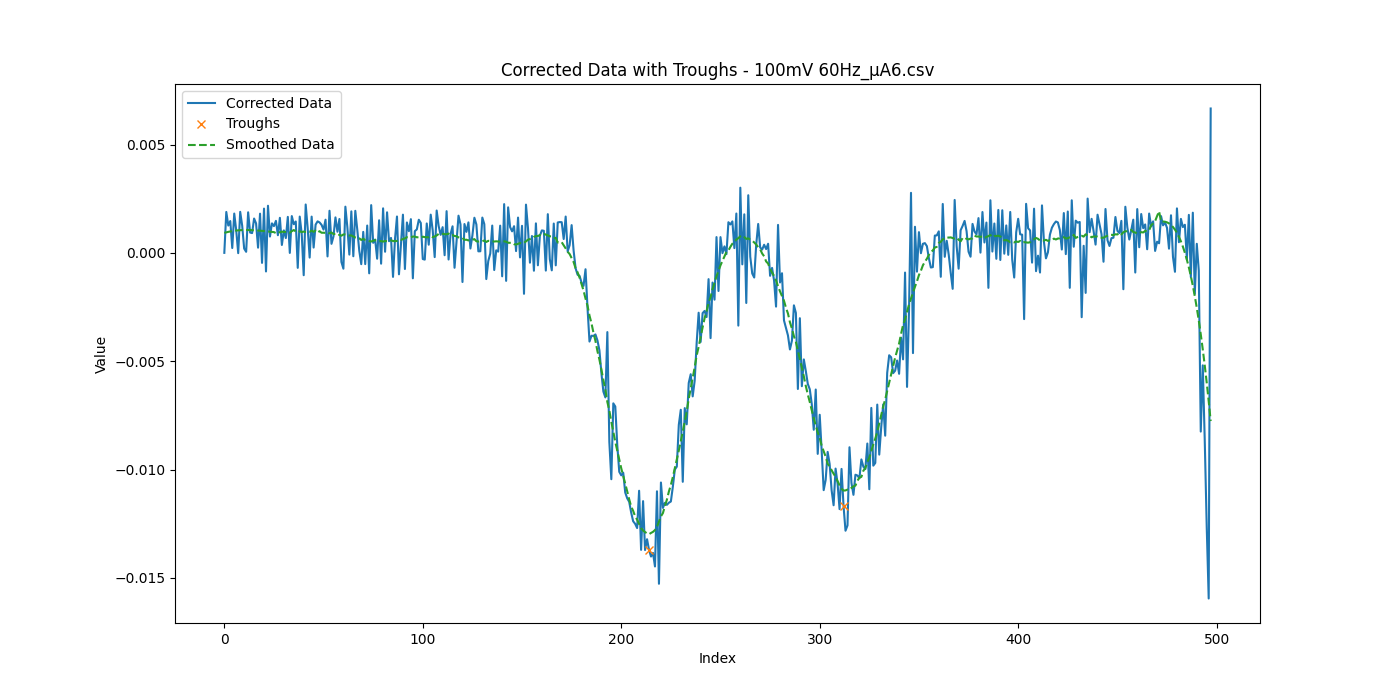 Corrected Data with Troughs - 100mV 60Hz_μA6.csv
Corrected Data
Troughs
Smoothed Data
0.005
0.000
−0.005
−0.010
−0.015
Value
0
100
200
300
400
500
Index